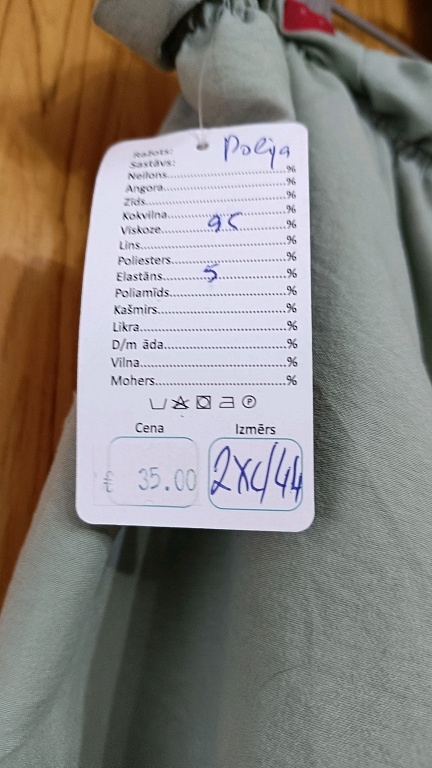 Ražots: Polija
Sastāvs:
Neilons....................%
Angora....................%
Zīds....................%
Kokvilna....................%
Viskoze.......95.......%
Lins....................%
Poliesters....................%
Elastāns.......5.......%
Poliamīds....................%
Kašmirs....................%
Likra....................%
D/m āda....................%
Vilna....................%
Mohers....................%
P
Cena Izmērs
€ 35.00 2XL/44